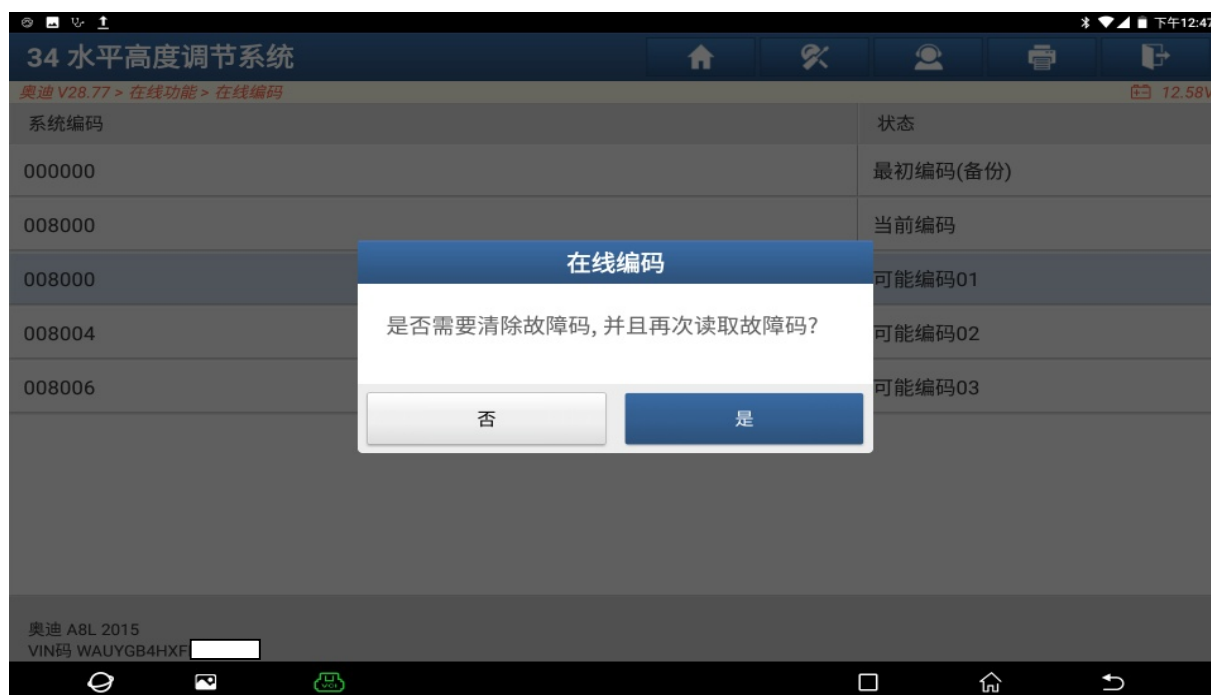 下午12:47
34 水平高度调节系统
奥迪 V28.77 > 在线功能 > 在线编码
12.58V
系统编码
状态
000000
最初编码(备份)
008000
当前编码
在线编码
008000
可能编码01
是否需要清除故障码, 并且再次读取故障码?
008004
可能编码02
008006
可能编码03
否
是
奥迪 A8L 2015
VIN码 WAUYGB4HXF
VCI